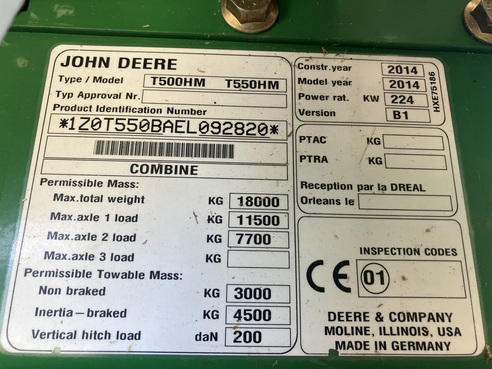 JOHN DEERE
Type / Model T500HM T550HM
Typ Approval Nr.
Product Identification Number
*1Z0T550BAEL092820*
COMBINE
Permissible Mass:
Max.total weight KG 18000
Max.axle 1 load KG 11500
Max.axle 2 load KG 7700
Max.axle 3 load KG
Permissible Towable Mass:
Non braked KG 3000
Inertia-braked KG 4500
Vertical hitch load daN 200
Constr.year 2014
Model year 2014
Power rat. KW 224
Version B1
HXE75186
PTAC KG
PTRA KG
Reception par la DREAL
Orleans le
INSPECTION CODES
CE 01
DEERE & COMPANY
MOLINE, ILLINOIS, USA
MADE IN GERMANY